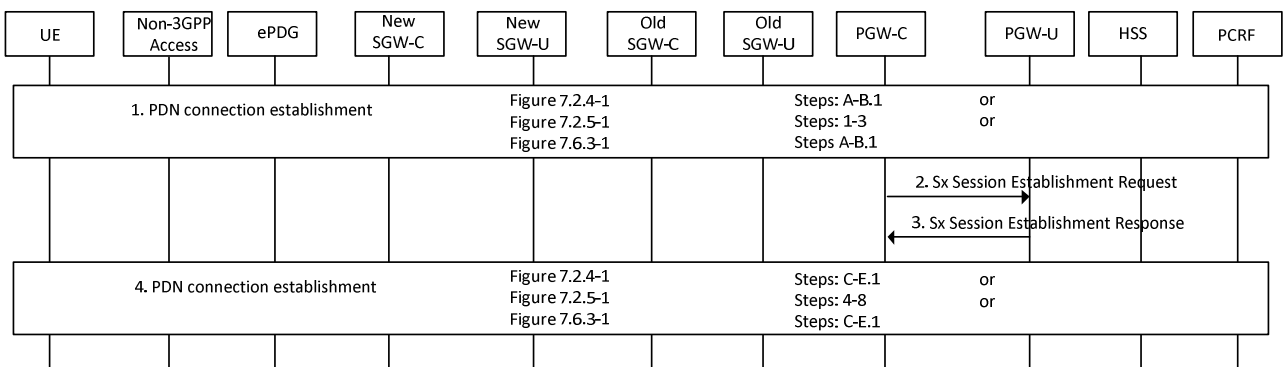 UE Non-3GPP Access ePDG New SGW-C New SGW-U Old SGW-C Old SGW-U PGW-C PGW-U HSS PCRF
1. PDN connection establishment Figure 7.2.4-1 Steps: A-B.1 or
Figure 7.2.5-1 Steps: 1-3 or
Figure 7.6.3-1 Steps A-B.1
2. Sx Session Establishment Request
3. Sx Session Establishment Response
4. PDN connection establishment Figure 7.2.4-1 Steps: C-E.1 or
Figure 7.2.5-1 Steps: 4-8 or
Figure 7.6.3-1 Steps: C-E.1